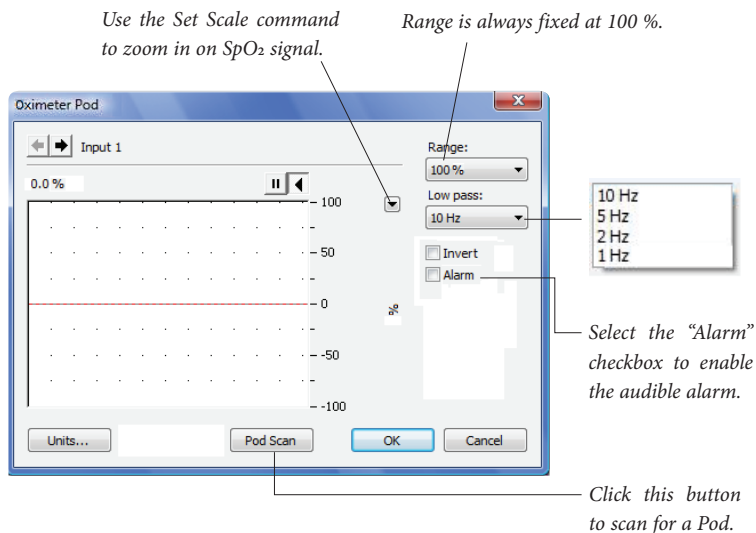 Use the Set Scale command
to zoom in on SpO₂ signal.
Range is always fixed at 100 %.
Oximeter Pod
Input 1
Range:
100 %
0.0 %
Low pass:
10 Hz
100
50
0
-50
-100
%
Invert
Alarm
10 Hz
5 Hz
2 Hz
1 Hz
Select the “Alarm”
checkbox to enable
the audible alarm.
Units...
Pod Scan
OK
Cancel
Click this button
to scan for a Pod.